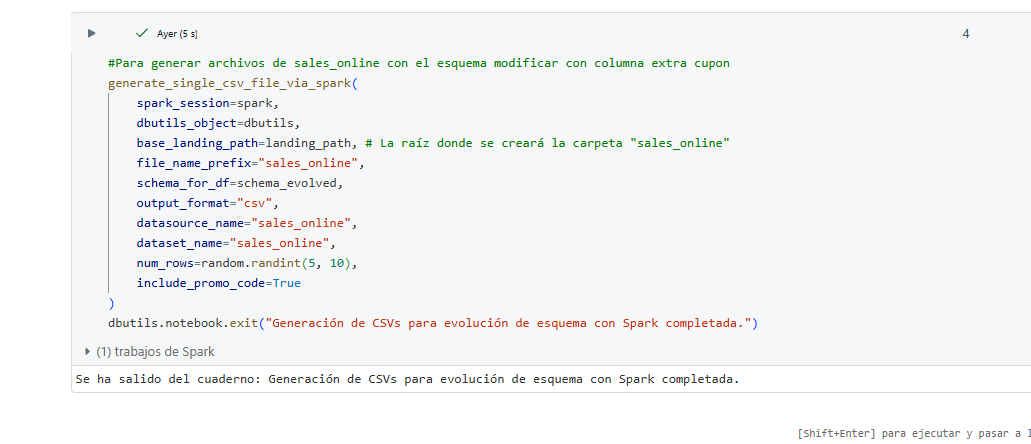 Ayer (5 s)
4
#Para generar archivos de sales_online con el esquema modificar con columna extra cupon
generate_single_csv_file_via_spark(
spark_session=spark,
dbutils_object=dbutils,
base_landing_path=landing_path, # La raíz donde se creará la carpeta "sales_online"
file_name_prefix="sales_online",
schema_for_df=schema_evolved,
output_format="csv",
datasource_name="sales_online",
dataset_name="sales_online",
num_rows=random.randint(5, 10),
include_promo_code=True
)
dbutils.notebook.exit("Generación de CSVs para evolución de esquema con Spark completada.")
(1) trabajos de Spark
Se ha salido del cuaderno: Generación de CSVs para evolución de esquema con Spark completada.
[Shift+Enter] para ejecutar y pasar a